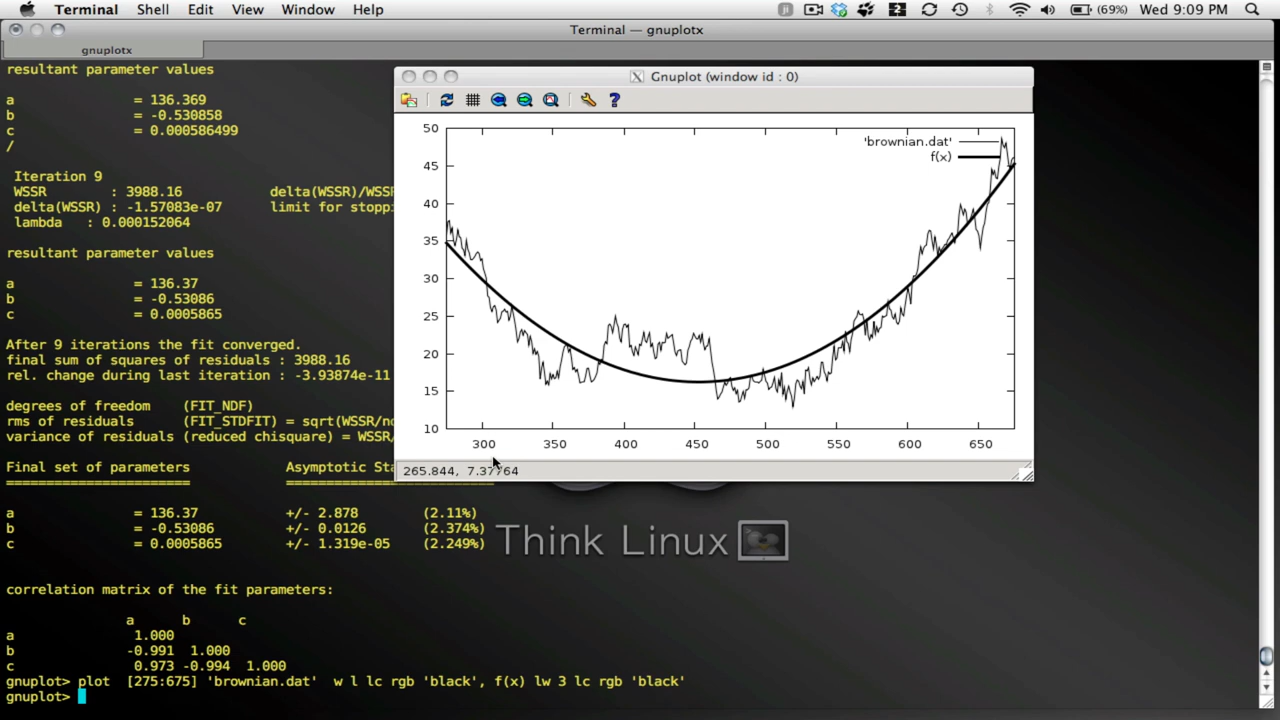 Terminal Shell Edit View Window Help (69%) Wed 9:09 PM
Terminal — gnuplotx
gnuplotx
resultant parameter values
a = 136.369
b = -0.530858
c = 0.000586499
/
Iteration 9
WSSR : 3988.16 delta(WSSR)/WSSR
delta(WSSR) : -1.57083e-07 limit for stoppi
lambda : 0.000152064
resultant parameter values
a = 136.37
b = -0.53086
c = 0.0005865
After 9 iterations the fit converged.
final sum of squares of residuals : 3988.16
rel. change during last iteration : -3.93874e-11
degrees of freedom (FIT_NDF)
rms of residuals (FIT_STDFIT) = sqrt(WSSR/nd
variance of residuals (reduced chisquare) = WSSR/
Final set of parameters Asymptotic Sta
======================= ==========================
a = 136.37 +/- 2.878 (2.11%)
b = -0.53086 +/- 0.0126 (2.374%)
c = 0.0005865 +/- 1.319e-05 (2.249%)
correlation matrix of the fit parameters:
a b c
a 1.000
b -0.991 1.000
c 0.973 -0.994 1.000
gnuplot> plot [275:675] 'brownian.dat' w l lc rgb 'black', f(x) lw 3 lc rgb 'black'
gnuplot>
Gnuplot (window id : 0)
'brownian.dat'
f(x)
50
45
40
35
30
25
20
15
10
300 350 400 450 500 550 600 650
265.844, 7.37764
Think Linux